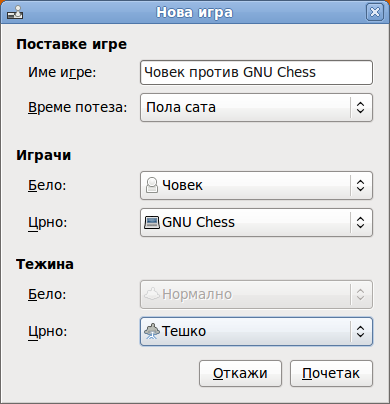 Нова игра
Поставке игре
Име игре: Човек против GNU Chess
Време потеза: Пола сата
Играчи
Бело: Човек
Црно: GNU Chess
Тежина
Бело: Нормално
Црно: Тешко
Откажи Почетак